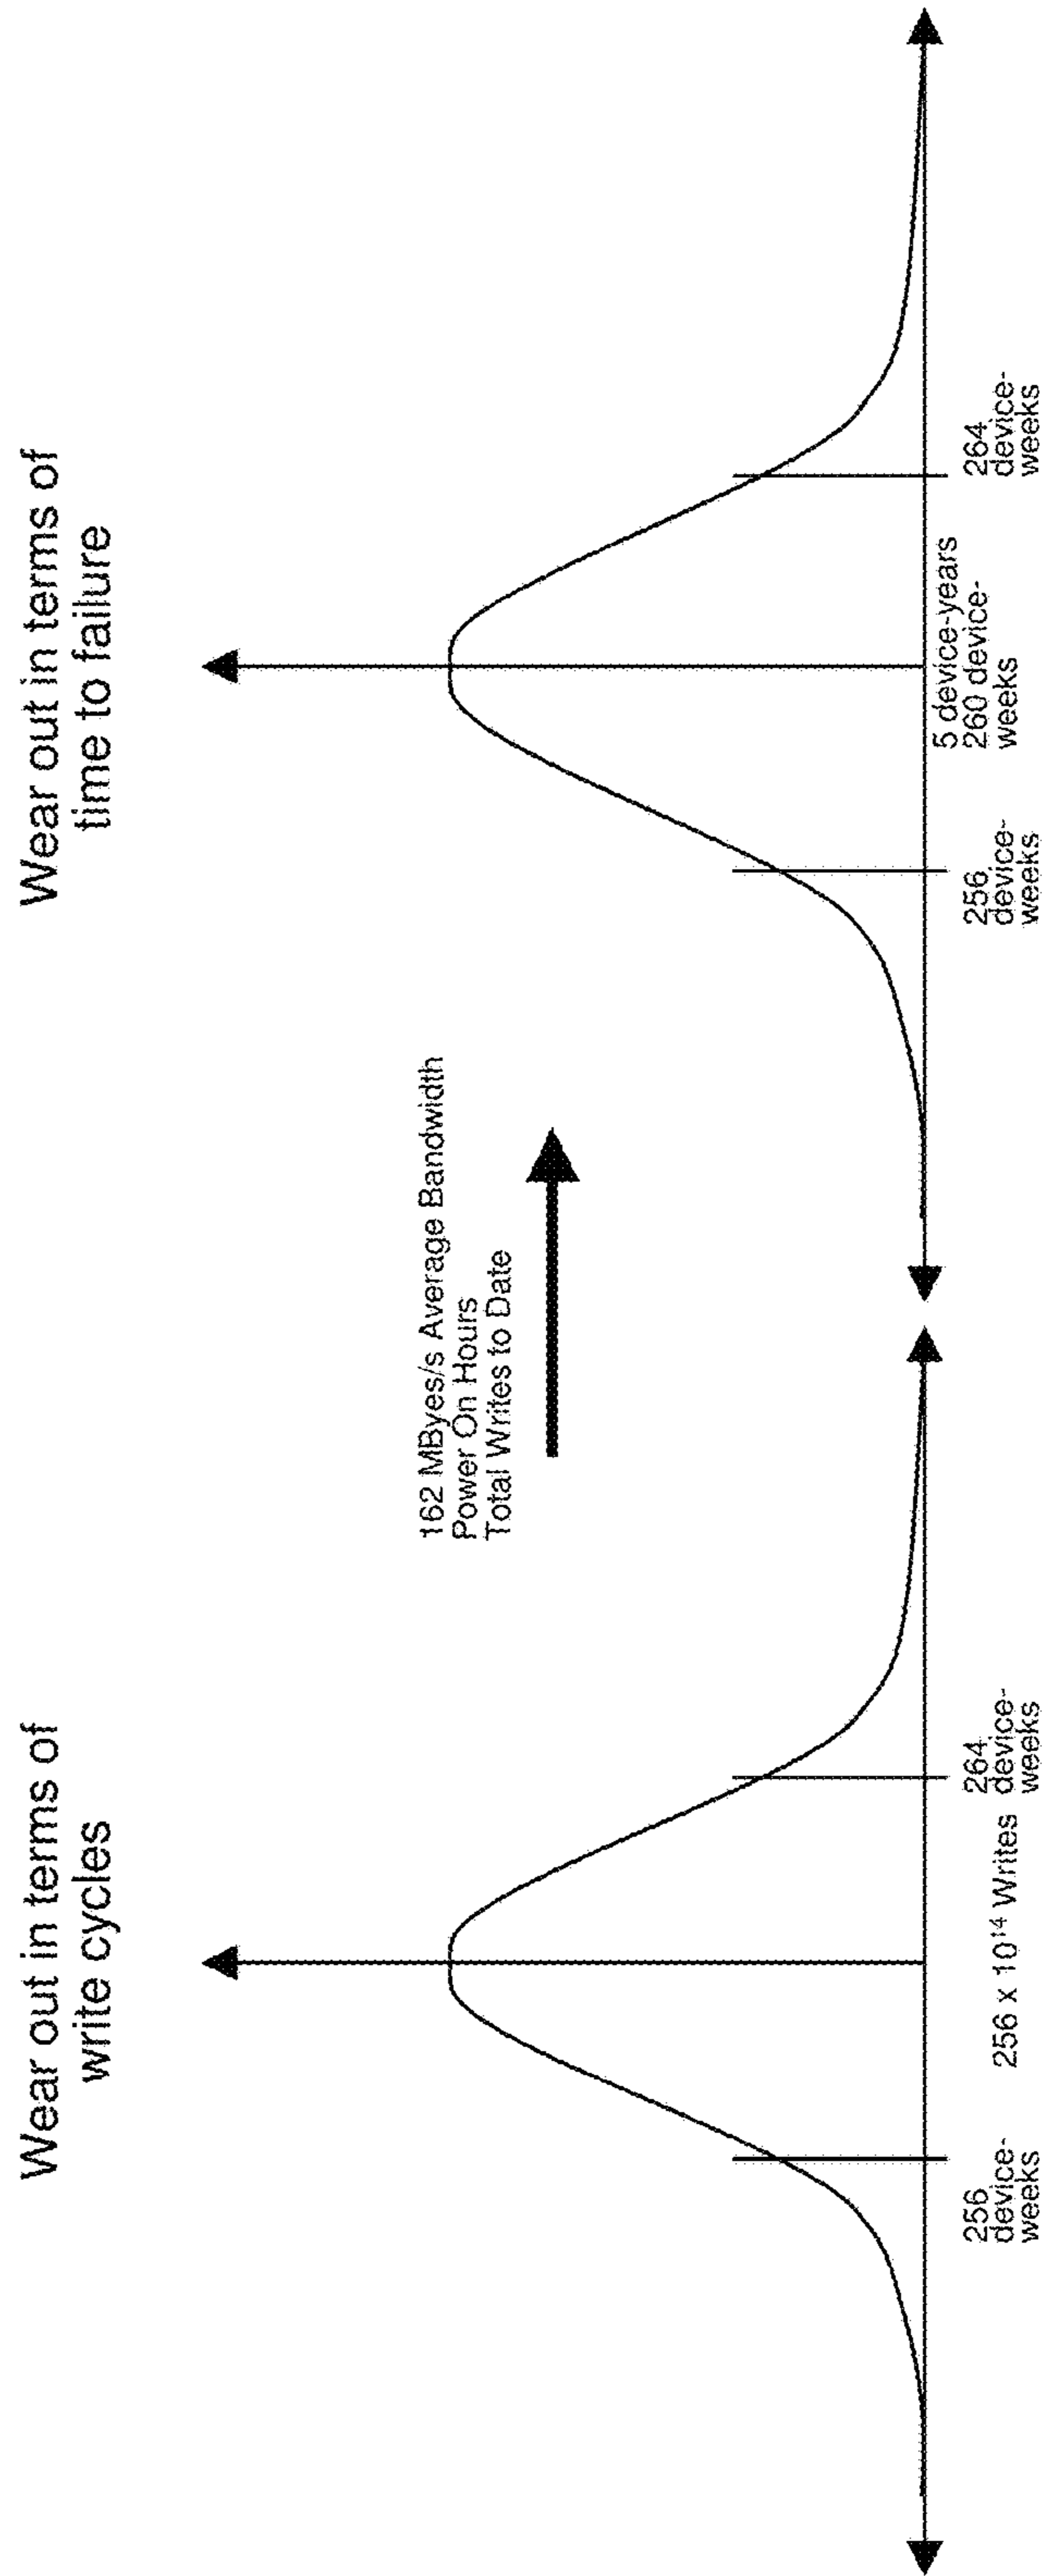 Wear out in terms of
write cycles
256
device-
weeks
256 x 10¹⁴ Writes
264
device-
weeks
162 MByes/s Average Bandwidth
Power On Hours
Total Writes to Date
Wear out in terms of
time to failure
256
device-
weeks
5 device-years
260 device-
weeks
264
device-
weeks